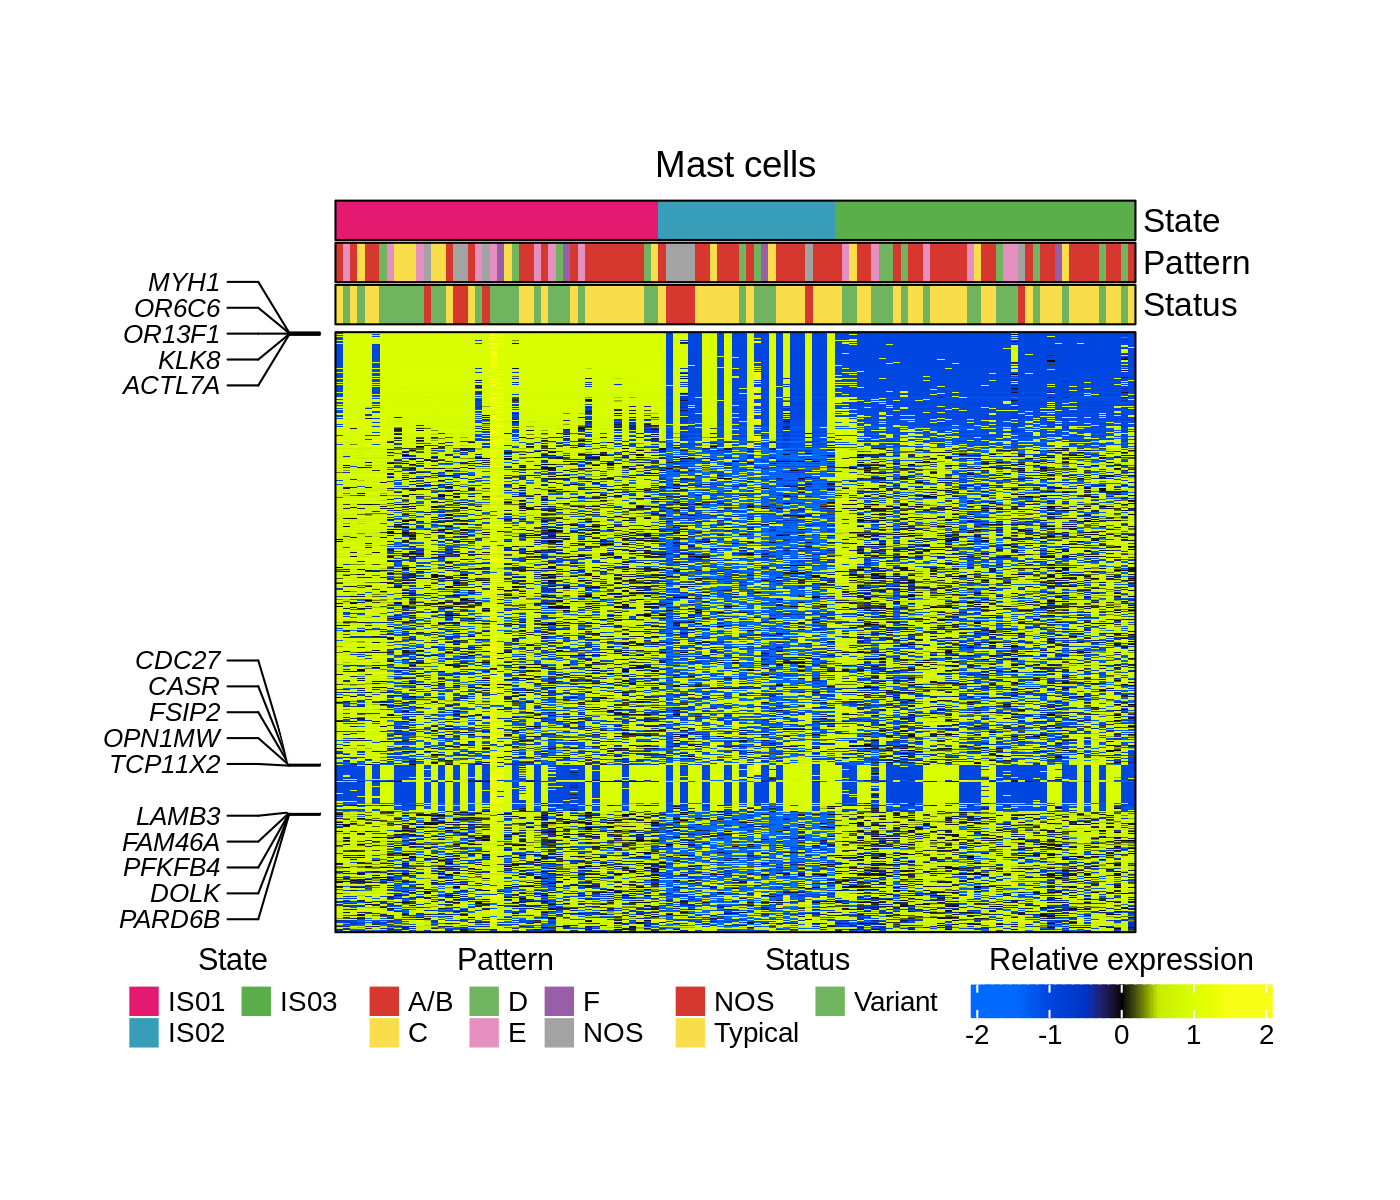 Mast cells
State
Pattern
Status
MYH1
OR6C6
OR13F1
KLK8
ACTL7A
CDC27
CASR
FSIP2
OPN1MW
TCP11X2
LAMB3
FAM46A
PFKFB4
DOLK
PARD6B
State
IS01
IS02
IS03
Pattern
A/B
C
D
E
F
NOS
Status
NOS
Typical
Variant
Relative expression
-2 -1 0 1 2